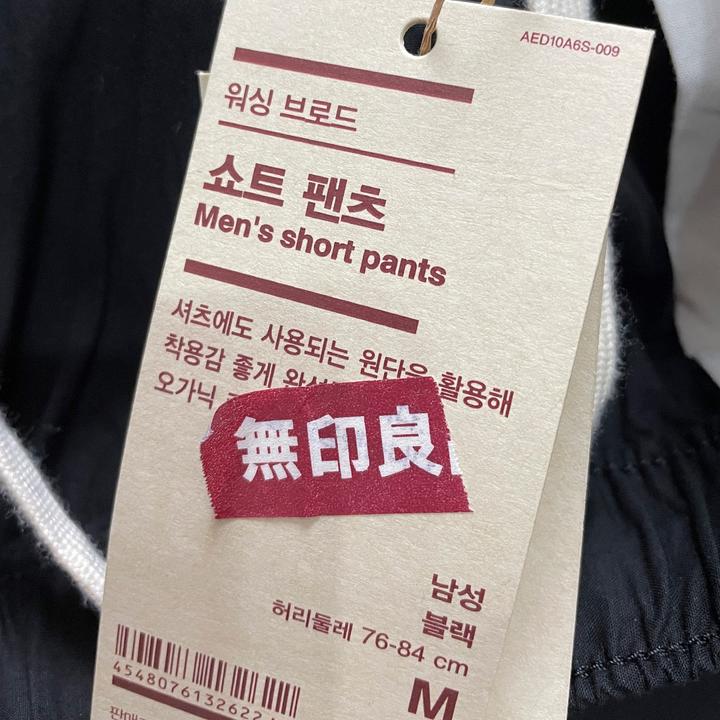 AED10A6S-009
워싱 브로드
쇼트 팬츠
Men's short pants
셔츠에도 사용되는 원단을 활용해
착용감 좋게
오가닉
無印良
남성
블랙
허리둘레 76-84 cm
M